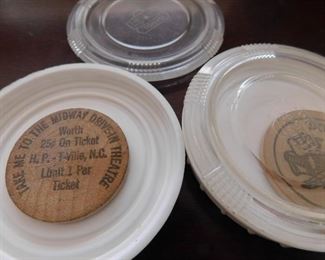 TAKE ME TO THE MIDWAY DRIVE-IN THEATRE
Worth
25¢ On Ticket
H. P. - T-Ville, N.C.
Limit 1 Per
Ticket